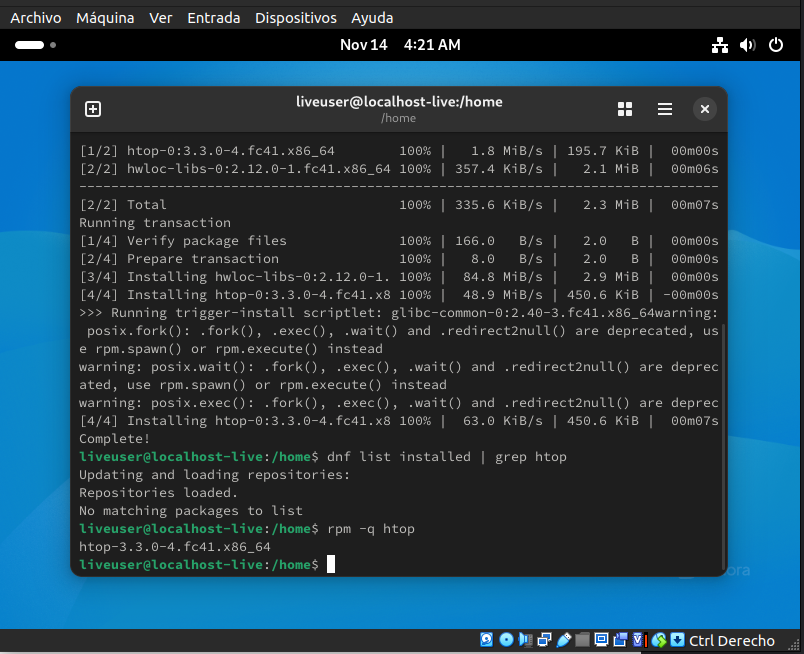 Archivo Máquina Ver Entrada Dispositivos Ayuda
Nov 14 4:21 AM
liveuser@localhost-live:/home
/home
[1/2] htop-0:3.3.0-4.fc41.x86_64 100% | 1.8 MiB/s | 195.7 KiB | 00m00s
[2/2] hwloc-libs-0:2.12.0-1.fc41.x86_64 100% | 357.4 KiB/s | 2.1 MiB | 00m06s
--------------------------------------------------------------------------------
[2/2] Total 100% | 335.6 KiB/s | 2.3 MiB | 00m07s
Running transaction
[1/4] Verify package files 100% | 166.0 B/s | 2.0 B | 00m00s
[2/4] Prepare transaction 100% | 8.0 B/s | 2.0 B | 00m00s
[3/4] Installing hwloc-libs-0:2.12.0-1. 100% | 84.8 MiB/s | 2.9 MiB | 00m00s
[4/4] Installing htop-0:3.3.0-4.fc41.x8 100% | 48.9 MiB/s | 450.6 KiB | -00m00s
>>> Running trigger-install scriptlet: glibc-common-0:2.40-3.fc41.x86_64warning:
posix.fork(): .fork(), .exec(), .wait() and .redirect2null() are deprecated, us
e rpm.spawn() or rpm.execute() instead
warning: posix.wait(): .fork(), .exec(), .wait() and .redirect2null() are deprec
ated, use rpm.spawn() or rpm.execute() instead
warning: posix.exec(): .fork(), .exec(), .wait() and .redirect2null() are deprec
[4/4] Installing htop-0:3.3.0-4.fc41.x8 100% | 63.0 KiB/s | 450.6 KiB | 00m07s
Complete!
liveuser@localhost-live:/home$ dnf list installed | grep htop
Updating and loading repositories:
Repositories loaded.
No matching packages to list
liveuser@localhost-live:/home$ rpm -q htop
htop-3.3.0-4.fc41.x86_64
liveuser@localhost-live:/home$
ora
Ctrl Derecho